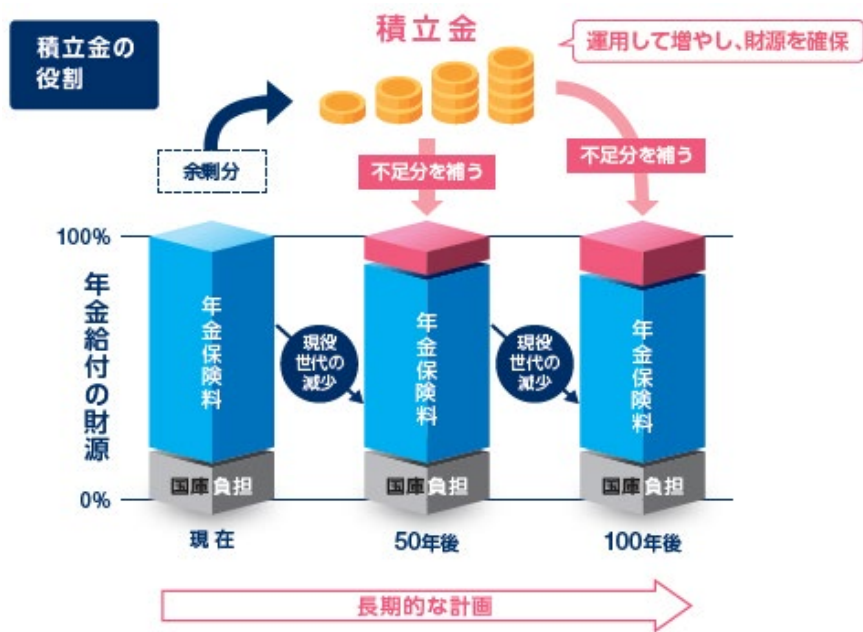 積立金の
役割
積立金
運用して増やし、財源を確保
余剰分
不足分を補う
不足分を補う
100%
年金給付の財源
0%
年金保険料
国庫負担
現役
世代の
減少
年金保険料
国庫負担
現役
世代の
減少
年金保険料
国庫負担
現在
50年後
100年後
長期的な計画